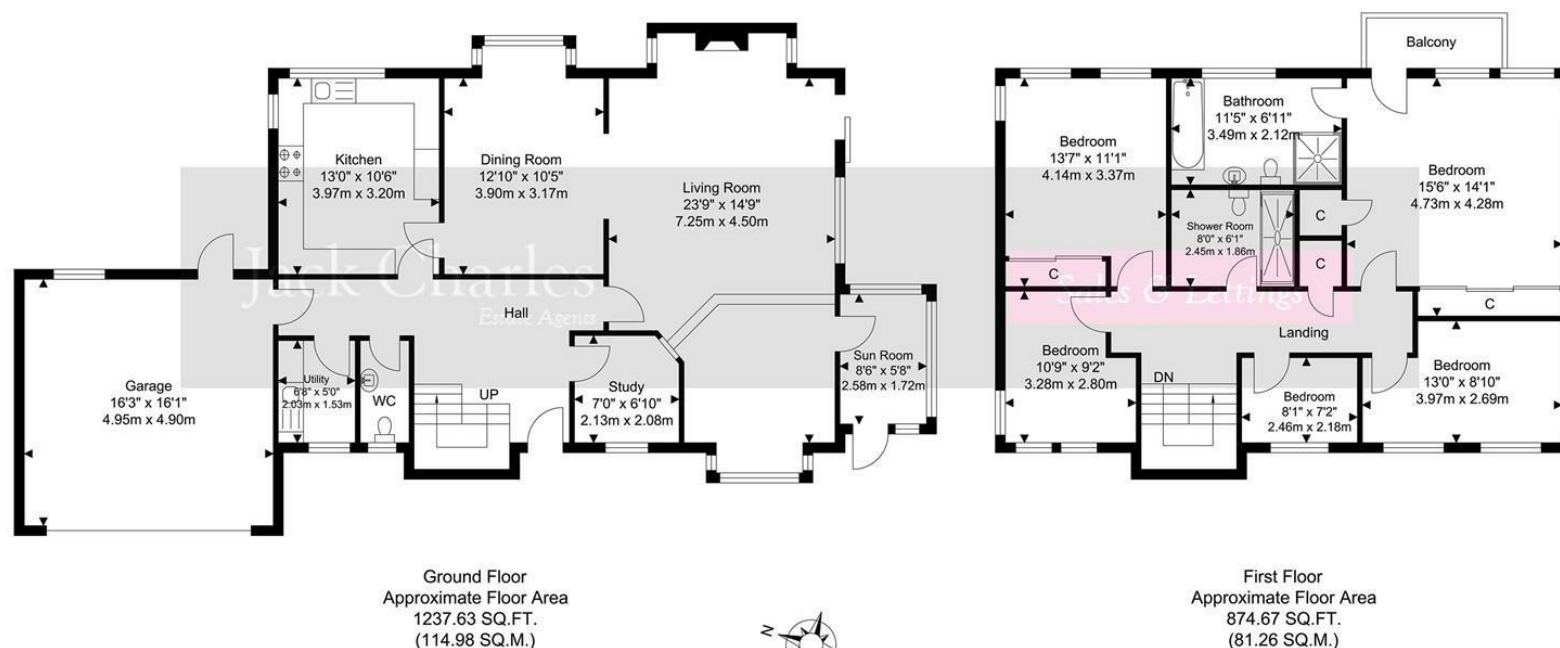 Kitchen
13'0" x 10'6"
3.97m x 3.20m
Dining Room
12'10" x 10'5"
3.90m x 3.17m
Living Room
23'9" x 14'9"
7.25m x 4.50m
Jack Charles
Estate Agents
Hall
Garage
16'3" x 16'1"
4.95m x 4.90m
Utility
6'8" x 5'0"
2.03m x 1.53m
WC
UP
Study
7'0" x 6'10"
2.13m x 2.08m
Sun Room
8'6" x 5'8"
2.58m x 1.72m
Ground Floor
Approximate Floor Area
1237.63 SQ.FT.
(114.98 SQ.M.)
N
Balcony
Bedroom
13'7" x 11'1"
4.14m x 3.37m
Bathroom
11'5" x 6'11"
3.49m x 2.12m
Bedroom
15'6" x 14'1"
4.73m x 4.28m
Shower Room
8'0" x 6'1"
2.45m x 1.86m
C
C
C
C
Sales & Lettings
Landing
Bedroom
10'9" x 9'2"
3.28m x 2.80m
DN
Bedroom
8'1" x 7'2"
2.46m x 2.18m
Bedroom
13'0" x 8'10"
3.97m x 2.69m
First Floor
Approximate Floor Area
874.67 SQ.FT.
(81.26 SQ.M.)